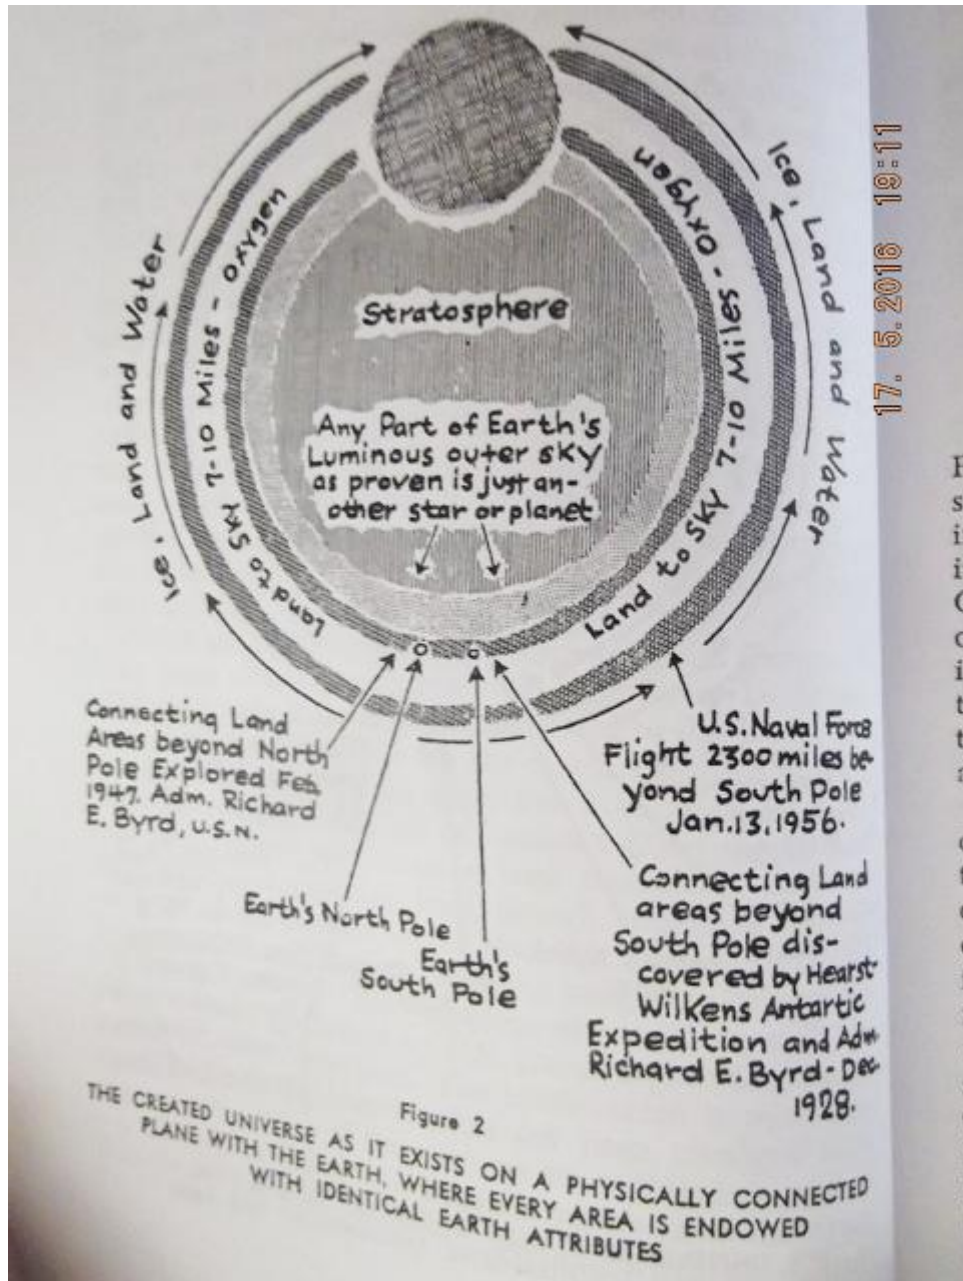 Ice, Land and Water
Land to Sky 7-10 Miles - Oxygen
Land to Sky 7-10 Miles - Oxygen
Ice, Land and Water
17. 5.2016 19:11
Stratosphere
Any Part of Earth's
Luminous outer sky
as proven is just an-
other star or planet
Connecting Land
Areas beyond North
Pole Explored Feb.
1947. Adm. Richard
E. Byrd, U.S.N.
U.S. Naval Force
Flight 2300 miles be-
yond South Pole
Jan.13.1956.
Earth's North Pole
Earth's
South Pole
Connecting Land
areas beyond
South Pole dis-
covered by Hearst-
Wilkens Antartic
Expedition and Adm.
Richard E. Byrd - Dec.
1928.
Figure 2
THE CREATED UNIVERSE AS IT EXISTS ON A PHYSICALLY CONNECTED
PLANE WITH THE EARTH, WHERE EVERY AREA IS ENDOWED
WITH IDENTICAL EARTH ATTRIBUTES